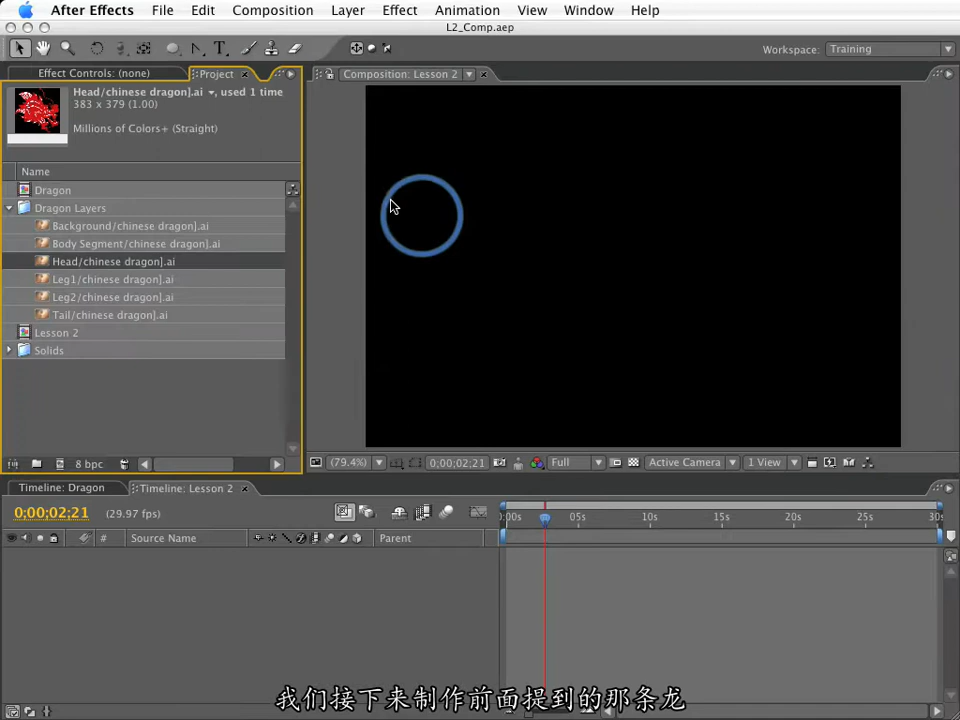 After Effects File Edit Composition Layer Effect Animation View Window Help
L2_Comp.aep
Workspace: Training
Effect Controls: (none) Project
Composition: Lesson 2
Head/chinese dragon].ai , used 1 time
383 x 379 (1.00)
Millions of Colors+ (Straight)
Name
Dragon
Dragon Layers
Background/chinese dragon].ai
Body Segment/chinese dragon].ai
Head/chinese dragon].ai
Leg1/chinese dragon].ai
Leg2/chinese dragon].ai
Tail/chinese dragon].ai
Lesson 2
Solids
8 bpc
(79.4%) 0;00;02;21 Full Active Camera 1 View
Timeline: Dragon Timeline: Lesson 2
0;00;02;21 (29.97 fps)
:00s 05s 10s 15s 20s 25s 30s
# Source Name Parent
我们接下来制作前面提到的那条龙